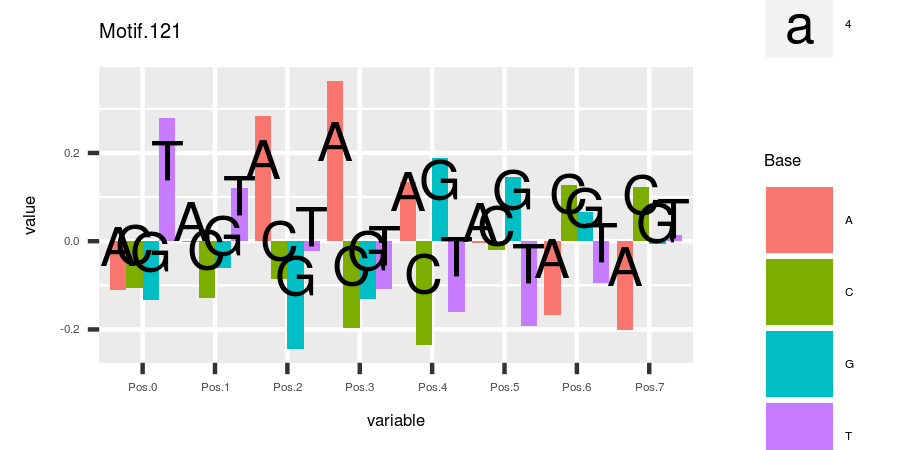 Motif.121
a 4
value
0.2
0.0
-0.2
A C G T A C G T A C G T A C G T A C G T A C G T A C G T A C G T
Pos.0 Pos.1 Pos.2 Pos.3 Pos.4 Pos.5 Pos.6 Pos.7
variable
Base
A
C
G
T